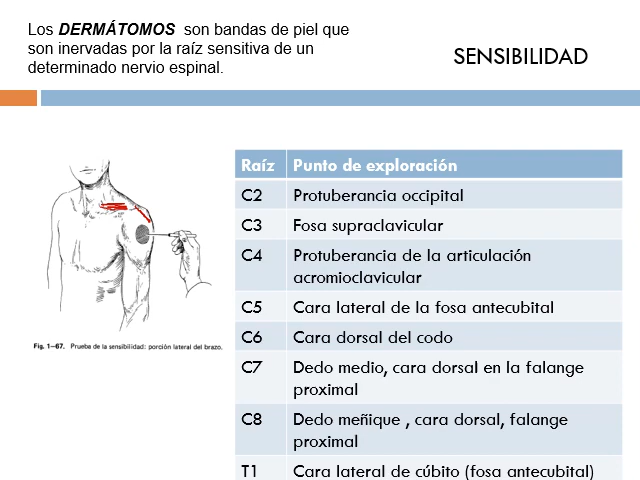 Los DERMÁTOMOS son bandas de piel que
son inervadas por la raíz sensitiva de un
determinado nervio espinal.
SENSIBILIDAD
Fig. 1–67. Prueba de la sensibilidad: porción lateral del brazo.
Raíz Punto de exploración
C2 Protuberancia occipital
C3 Fosa supraclavicular
C4 Protuberancia de la articulación
acromioclavicular
C5 Cara lateral de la fosa antecubital
C6 Cara dorsal del codo
C7 Dedo medio, cara dorsal en la falange
proximal
C8 Dedo meñique , cara dorsal, falange
proximal
T1 Cara lateral de cúbito (fosa antecubital)